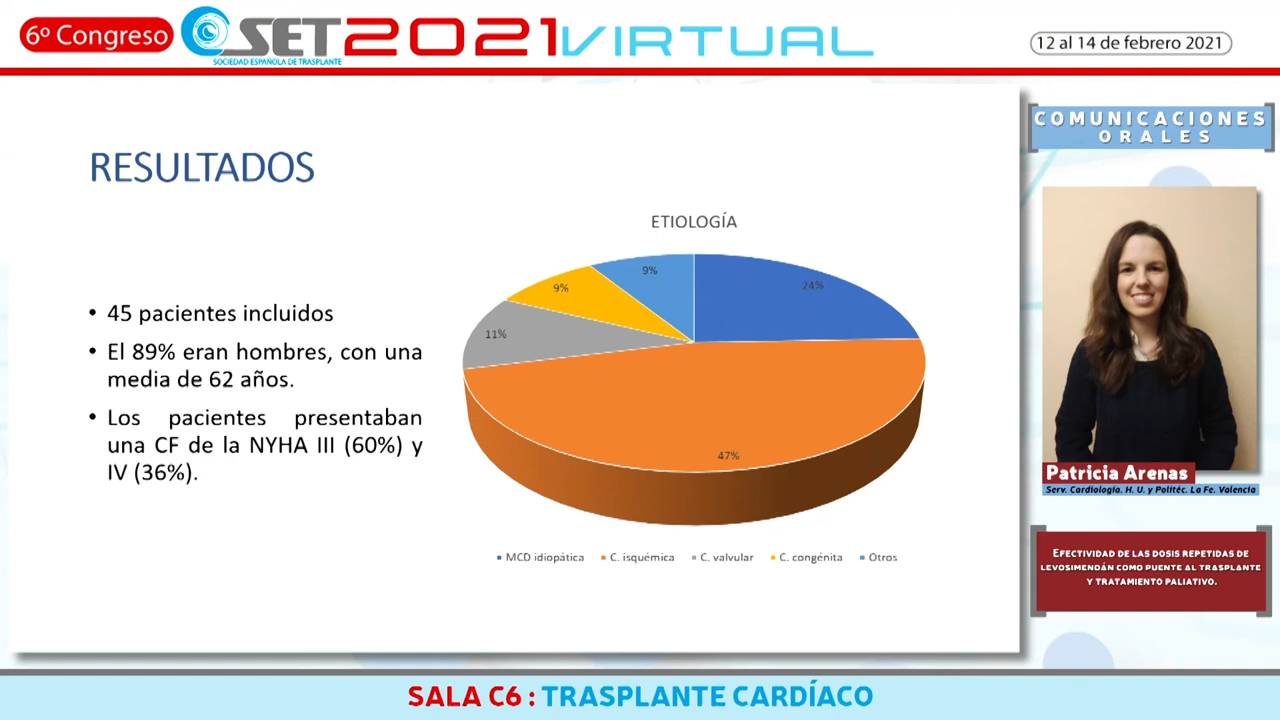 6º Congreso SET 2021 VIRTUAL
SOCIEDAD ESPAÑOLA DE TRASPLANTE
12 al 14 de febrero 2021
COMUNICACIONES
ORALES
RESULTADOS
• 45 pacientes incluidos
• El 89% eran hombres, con una
media de 62 años.
• Los pacientes presentaban
una CF de la NYHA III (60%) y
IV (36%).
ETIOLOGÍA
9%
24%
9%
11%
47%
MCD idiopática C. isquémica C. valvular C. congénita Otros
Patricia Arenas
Serv. Cardiología. H. U. y Politéc. La Fe. Valencia
EFECTIVIDAD DE LAS DOSIS REPETIDAS DE
LEVOSIMENDÁN COMO PUENTE AL TRASPLANTE
Y TRATAMIENTO PALIATIVO.
SALA C6 : TRASPLANTE CARDÍACO